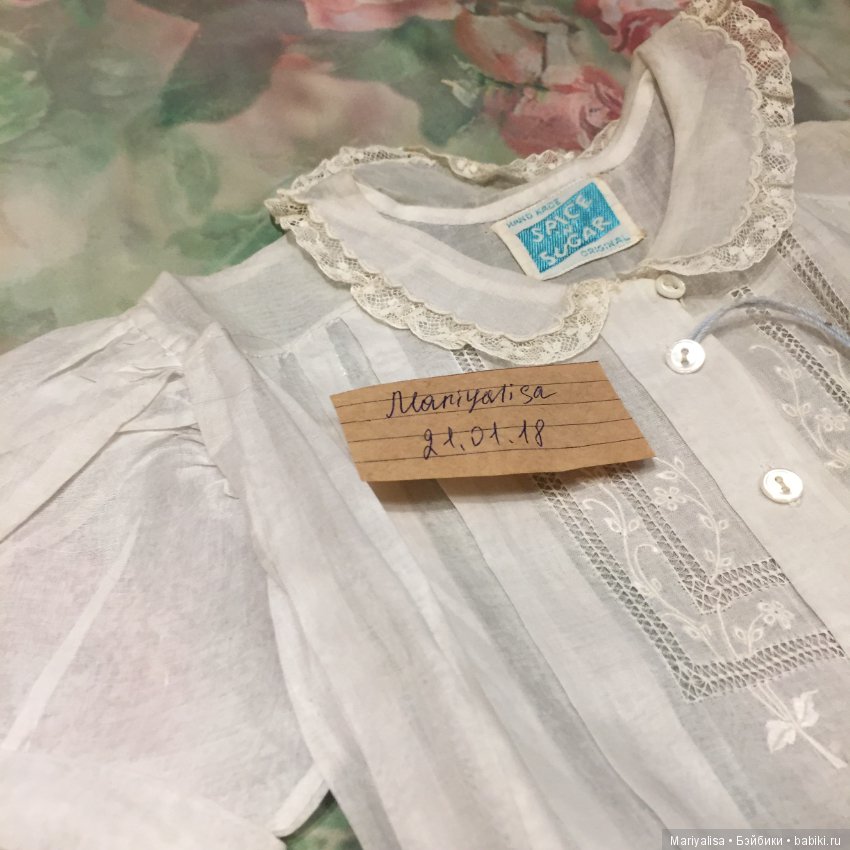 HAND MADE
SPICE
'N'
SUGAR
ORIGINAL
Mariyalisa
21.01.18
Mariyalisa • Бэйбики • babiki.ru